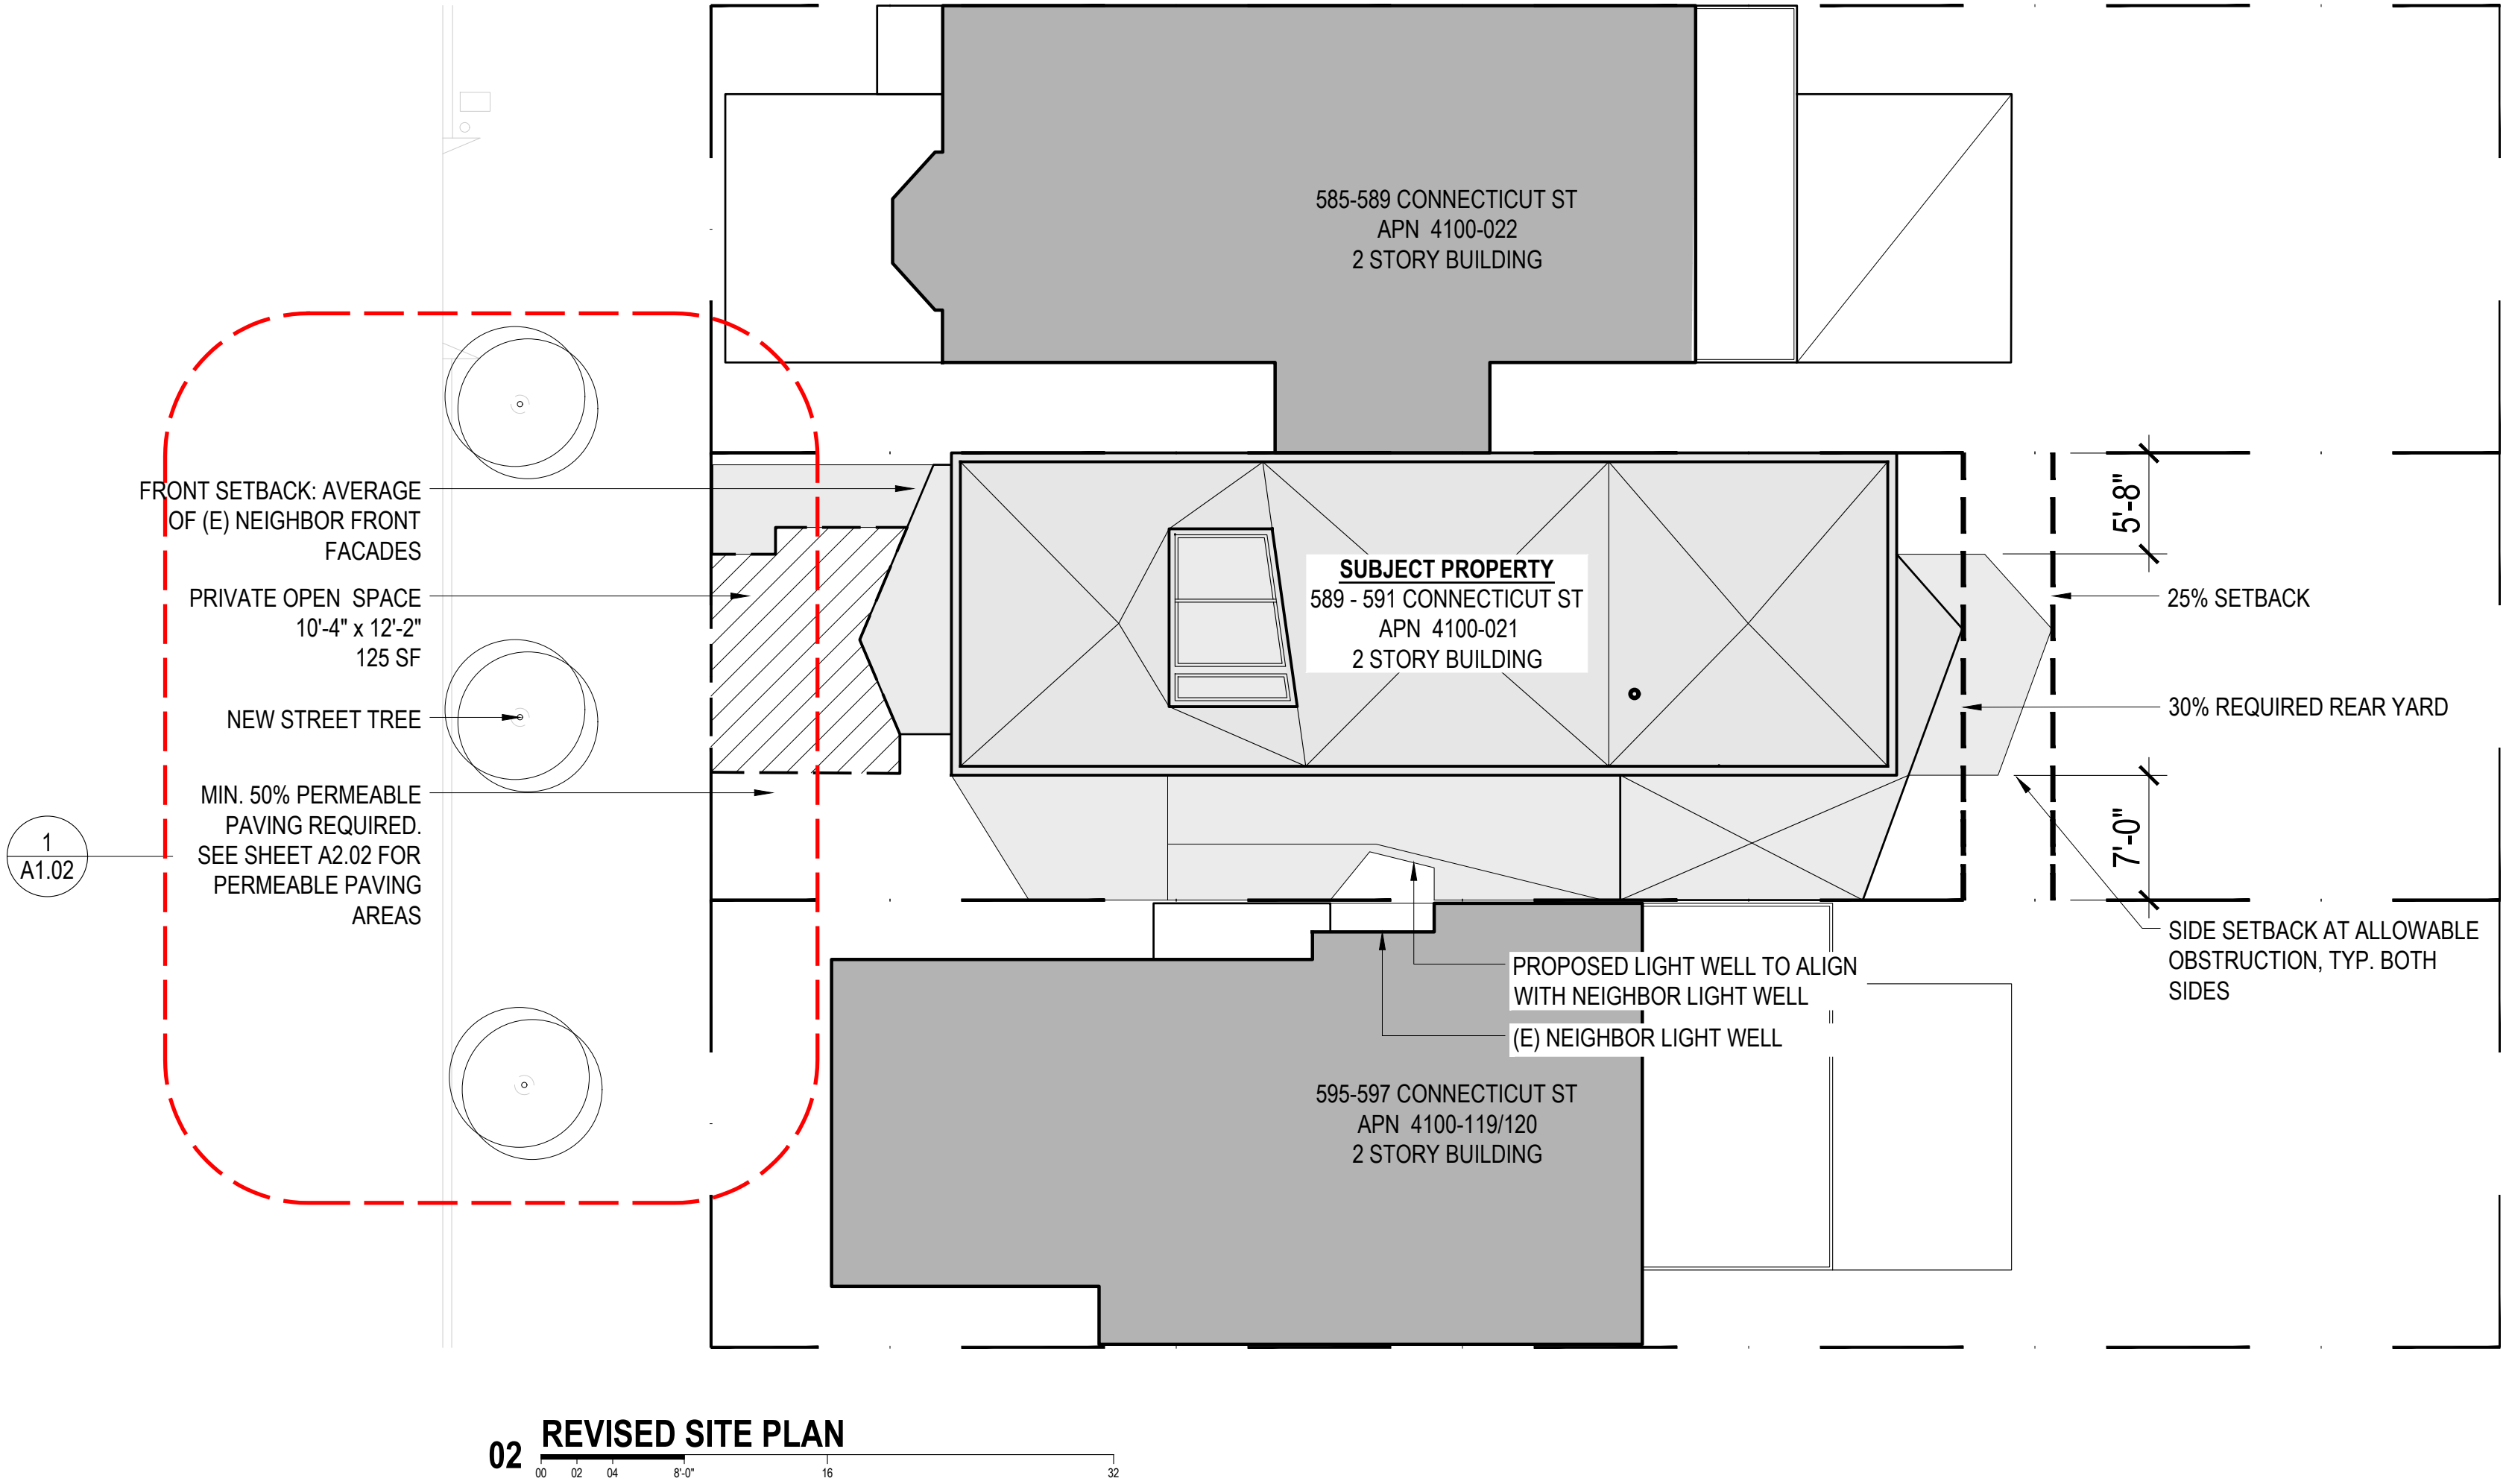 585-589 CONNECTICUT ST
APN 4100-022
2 STORY BUILDING
FRONT SETBACK: AVERAGE
OF (E) NEIGHBOR FRONT
FACADES
PRIVATE OPEN SPACE
10'-4" x 12'-2"
125 SF
NEW STREET TREE
MIN. 50% PERMEABLE
PAVING REQUIRED.
SEE SHEET A2.02 FOR
PERMEABLE PAVING
AREAS
1
A1.02
SUBJECT PROPERTY
589 - 591 CONNECTICUT ST
APN 4100-021
2 STORY BUILDING
5'-8"
25% SETBACK
30% REQUIRED REAR YARD
7'-0"
SIDE SETBACK AT ALLOWABLE
OBSTRUCTION, TYP. BOTH
SIDES
PROPOSED LIGHT WELL TO ALIGN
WITH NEIGHBOR LIGHT WELL
(E) NEIGHBOR LIGHT WELL
595-597 CONNECTICUT ST
APN 4100-119/120
2 STORY BUILDING
02 REVISED SITE PLAN
00 02 04 8'-0" 16 32